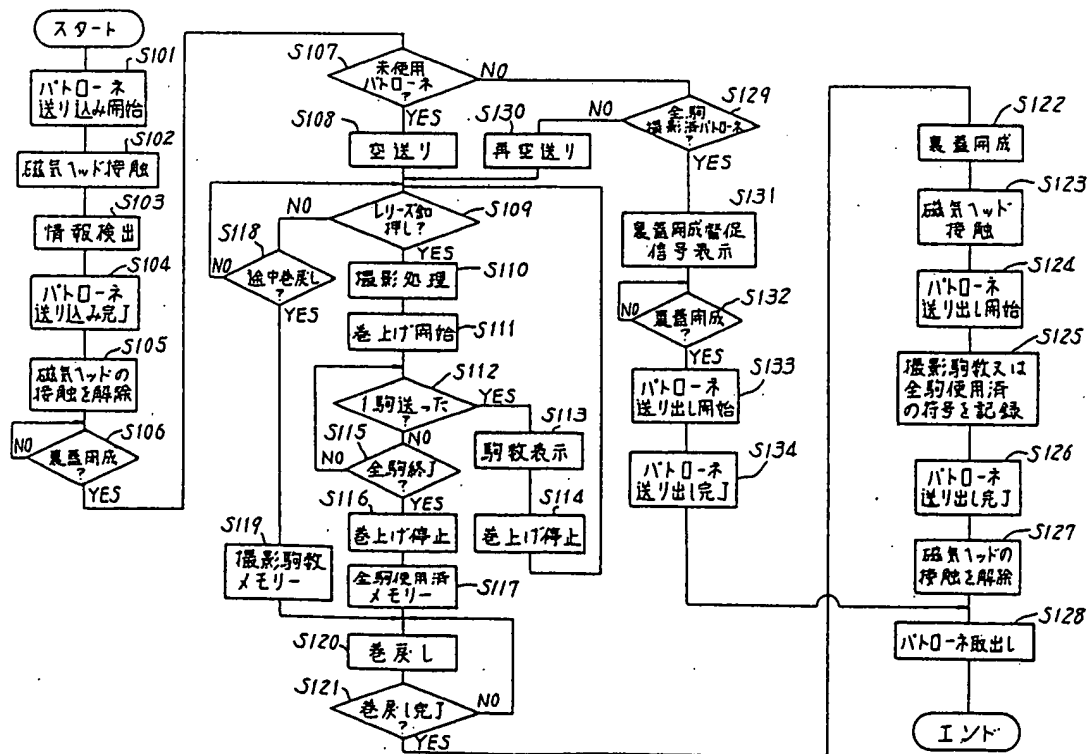 スタート
S101
パトローネ
送り込み開始
S102
磁気ヘッド接触
S103
情報検出
S104
パトローネ
送り込み完了
S105
磁気ヘッドの
接触を解除
S106
裏蓋用成
?
NO
YES
S107
未使用
パトローネ
?
NO
YES
S108
空送り
S130
再空送り
S129
全駒
撮影済パトローネ
?
NO
YES
S109
レリーズ釦
押し?
NO
YES
S118
途中巻戻し
?
NO
YES
S110
撮影処理
S111
巻上げ開始
S112
1駒送った
?
YES
NO
S113
駒数表示
S114
巻上げ停止
S115
全駒終了
?
NO
YES
S116
巻上げ停止
S117
全駒使用済
メモリー
S119
撮影駒数
メモリー
S120
巻戻し
S121
巻戻し完了
?
NO
YES
S131
裏蓋用成督促
信号表示
S132
裏蓋用成
?
NO
YES
S133
パトローネ
送り出し開始
S134
パトローネ
送り出し完了
S122
裏蓋用成
S123
磁気ヘッド
接触
S124
パトローネ
送り出し開始
S125
撮影駒数又は
全駒使用済
の符号を記録
S126
パトローネ
送り出し完了
S127
磁気ヘッドの
接触を解除
S128
パトローネ取出し
エンド